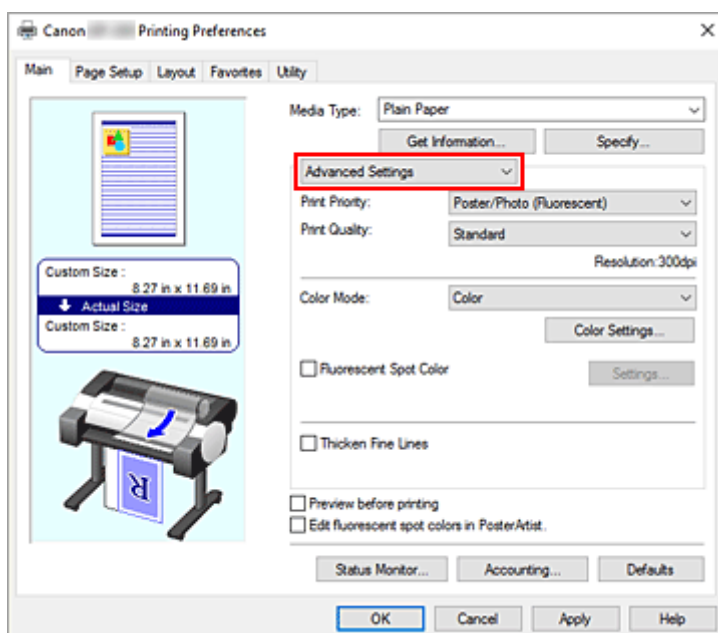 Canon Printing Preferences
Main Page Setup Layout Favorites Utility
Media Type: Plain Paper
Get Information... Specify...
Advanced Settings
Print Priority: Poster/Photo (Fluorescent)
Print Quality: Standard
Resolution:300dpi
Custom Size :
8.27 in x 11.69 in
Actual Size
Custom Size :
8.27 in x 11.69 in
Color Mode: Color
Color Settings...
Fluorescent Spot Color Settings...
Thicken Fine Lines
R
Preview before printing
Edit fluorescent spot colors in PosterArtist.
Status Monitor... Accounting... Defaults
OK Cancel Apply Help